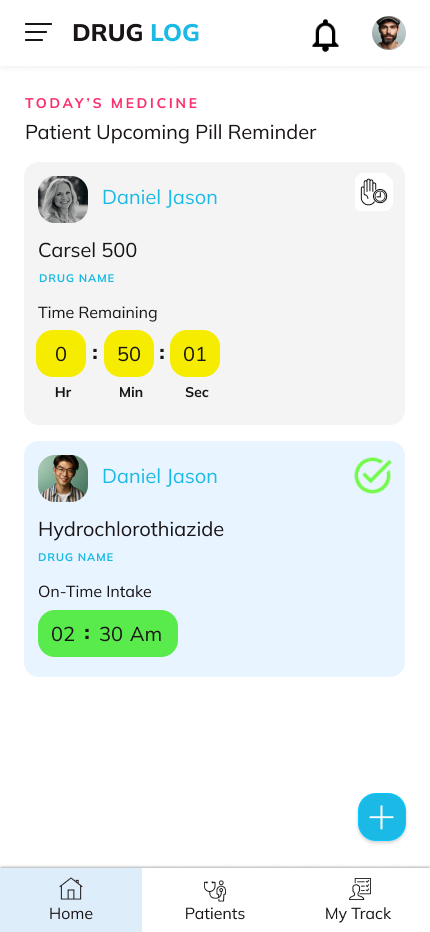 DRUG LOG
TODAY'S MEDICINE
Patient Upcoming Pill Reminder
Daniel Jason
Carsel 500
DRUG NAME
Time Remaining
0 : 50 : 01
Hr Min Sec
Daniel Jason
Hydrochlorothiazide
DRUG NAME
On-Time Intake
02 : 30 Am
Home Patients My Track